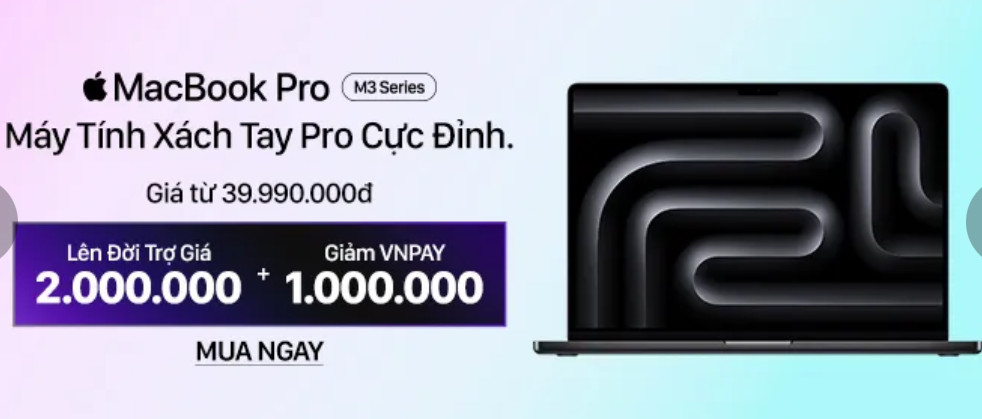 MacBook Pro M3 Series
Máy Tính Xách Tay Pro Cực Đỉnh.
Giá từ 39.990.000đ
Lên Đời Trợ Giá + Giảm VNPAY
2.000.000 1.000.000
MUA NGAY